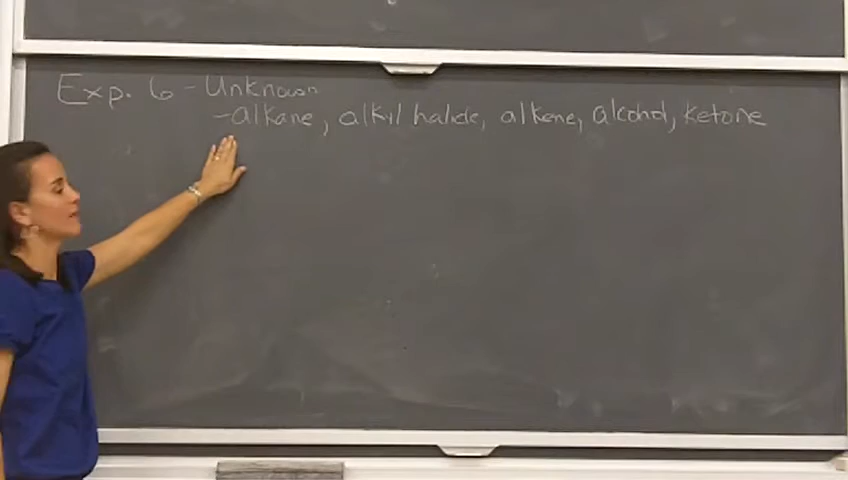 Exp. 6 - Unknown
- alkane, alkyl halide, alkene, alcohol, ketone